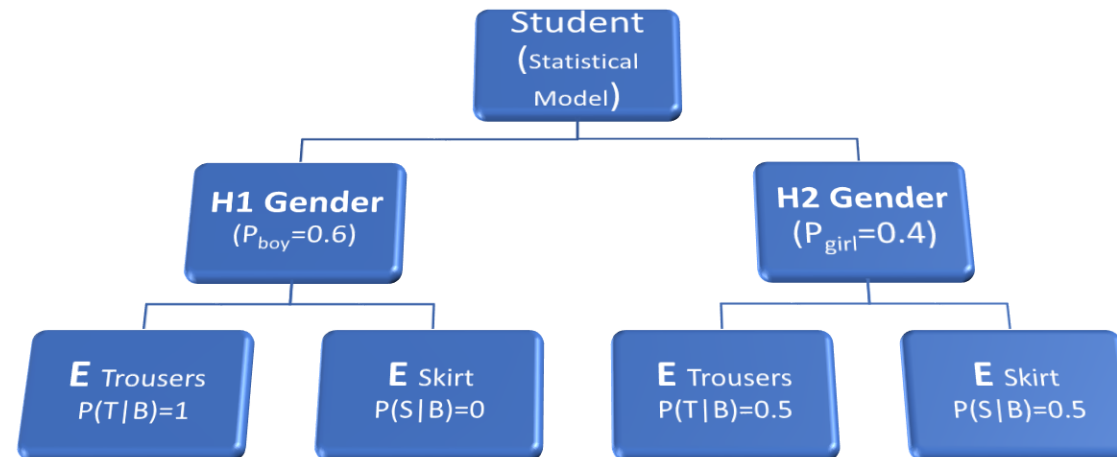 Student
(Statistical
Model)
H1 Gender
(Pboy=0.6)
H2 Gender
(Pgirl=0.4)
E Trousers
P(T|B)=1
E Skirt
P(S|B)=0
E Trousers
P(T|B)=0.5
E Skirt
P(S|B)=0.5